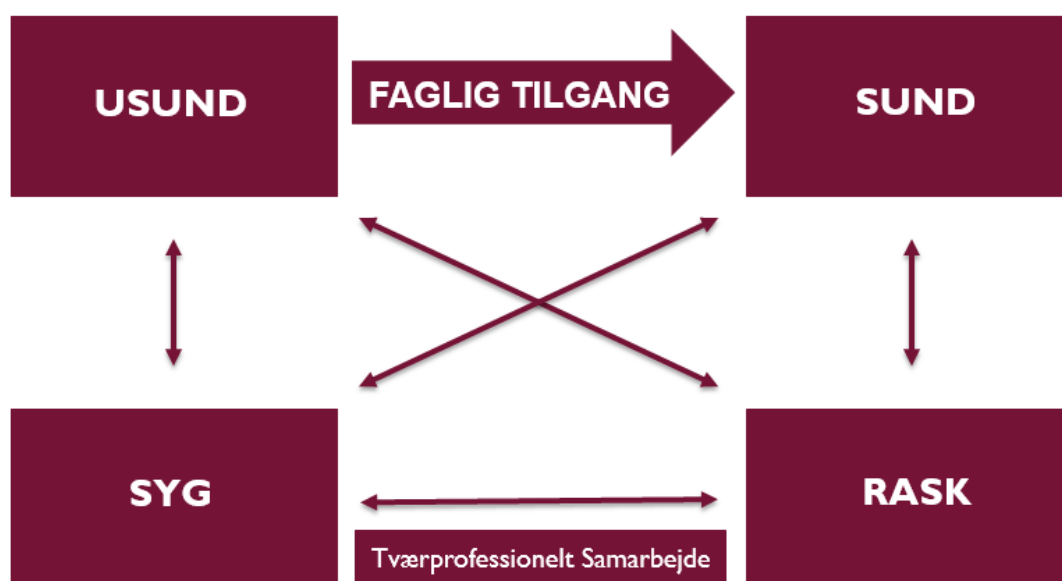 USUND
FAGLIG TILGANG
SUND
SYG
RASK
Tværprofessionelt Samarbejde